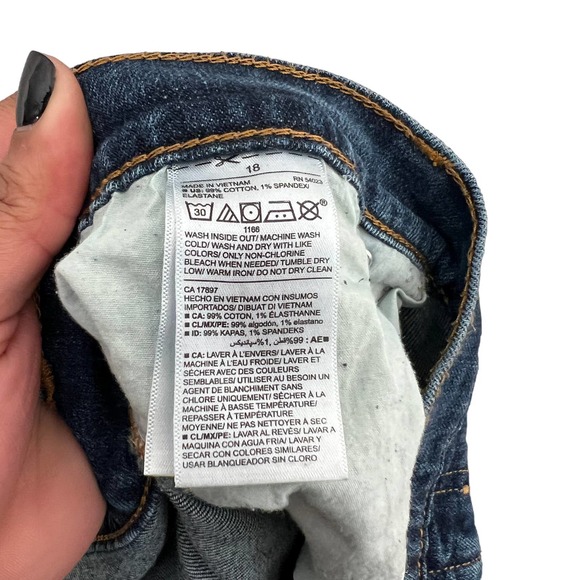 18
MADE IN VIETNAM RN 54023
■ US: 99% COTTON, 1% SPANDEX/
ELASTANE
30
1166
WASH INSIDE OUT/ MACHINE WASH
COLD/ WASH AND DRY WITH LIKE
COLORS/ ONLY NON-CHLORINE
BLEACH WHEN NEEDED/ TUMBLE DRY
LOW/ WARM IRON/ DO NOT DRY CLEAN
CA 17897
HECHO EN VIETNAM CON INSUMOS
IMPORTADOS/ DIBUAT DI VIETNAM
■ CA: 99% COTON, 1% ÉLASTHANNE
■ CL/MX/PE: 99% algodón, 1% elastano
■ ID: 99% KAPAS, 1% SPANDEKS
■ AE: 99% قطن, 1% سپانديكس
■ CA: LAVER À L'ENVERS/ LAVER À LA
MACHINE À L'EAU FROIDE/ LAVER ET
SÉCHER AVEC DES COULEURS
SEMBLABLES/ UTILISER AU BESOIN UN
AGENT DE BLANCHIMENT SANS
CHLORE UNIQUEMENT/ SÉCHER À LA
MACHINE À BASSE TEMPÉRATURE/
REPASSER À TEMPÉRATURE
MOYENNE/ NE PAS NETTOYER À SEC
■ CL/MX/PE: LAVAR AL REVÉS/ LAVAR A
MAQUINA CON AGUA FRIA/ LAVAR Y
SECAR CON COLORES SIMILARES/
USAR BLANQUEADOR SIN CLORO